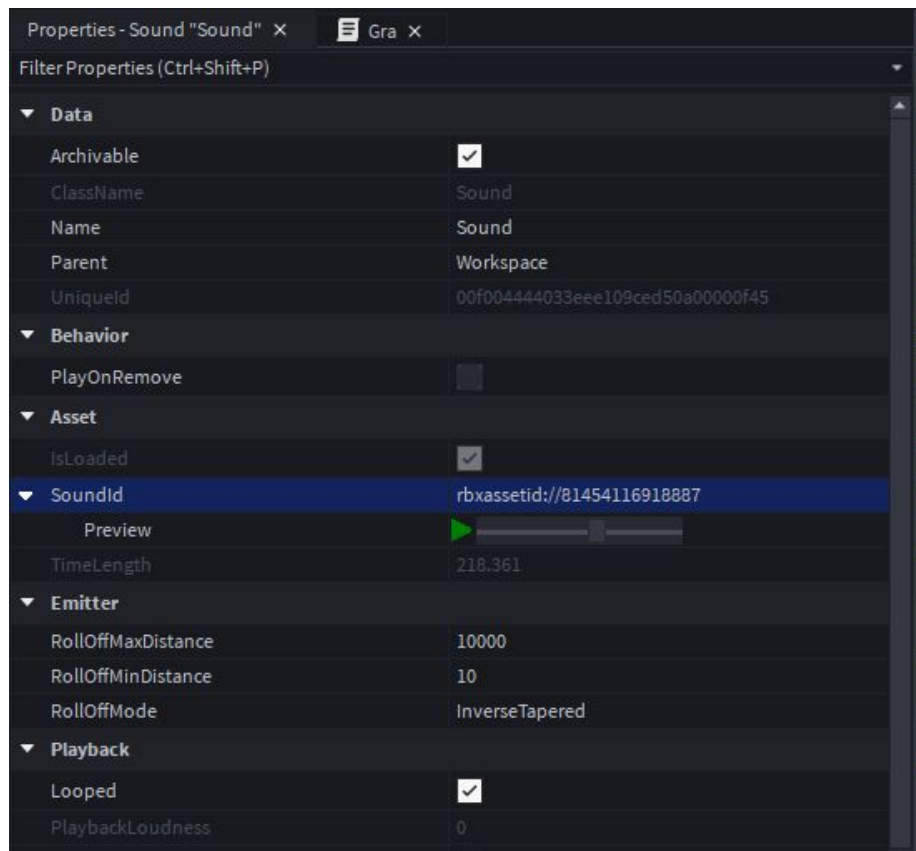 Properties - Sound "Sound" ×
Gra ×
Filter Properties (Ctrl+Shift+P)
Data
Archivable
ClassName Sound
Name Sound
Parent Workspace
UniqueId 00f004444033eee109ced50a00000f45
Behavior
PlayOnRemove
Asset
IsLoaded
SoundId rbxassetid://81454116918887
Preview
TimeLength 218.361
Emitter
RollOffMaxDistance 10000
RollOffMinDistance 10
RollOffMode InverseTapered
Playback
Looped
PlaybackLoudness 0